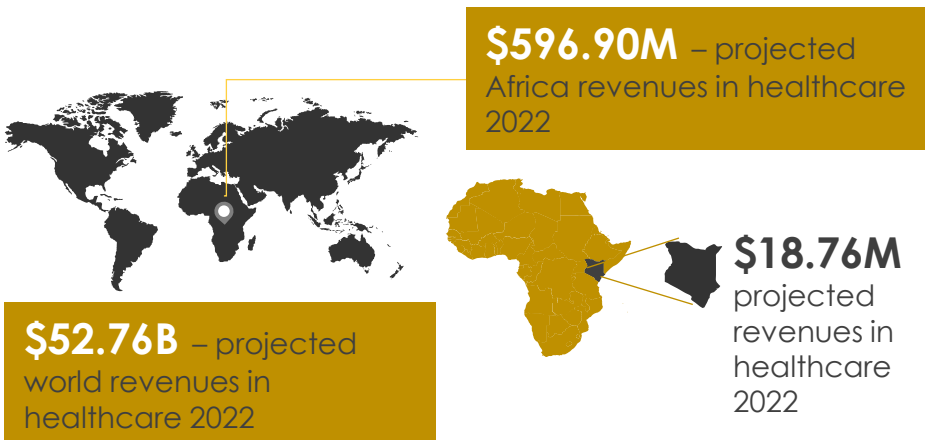 $596.90M – projected
Africa revenues in healthcare
2022
$18.76M
projected
revenues in
healthcare
2022
$52.76B – projected
world revenues in
healthcare 2022